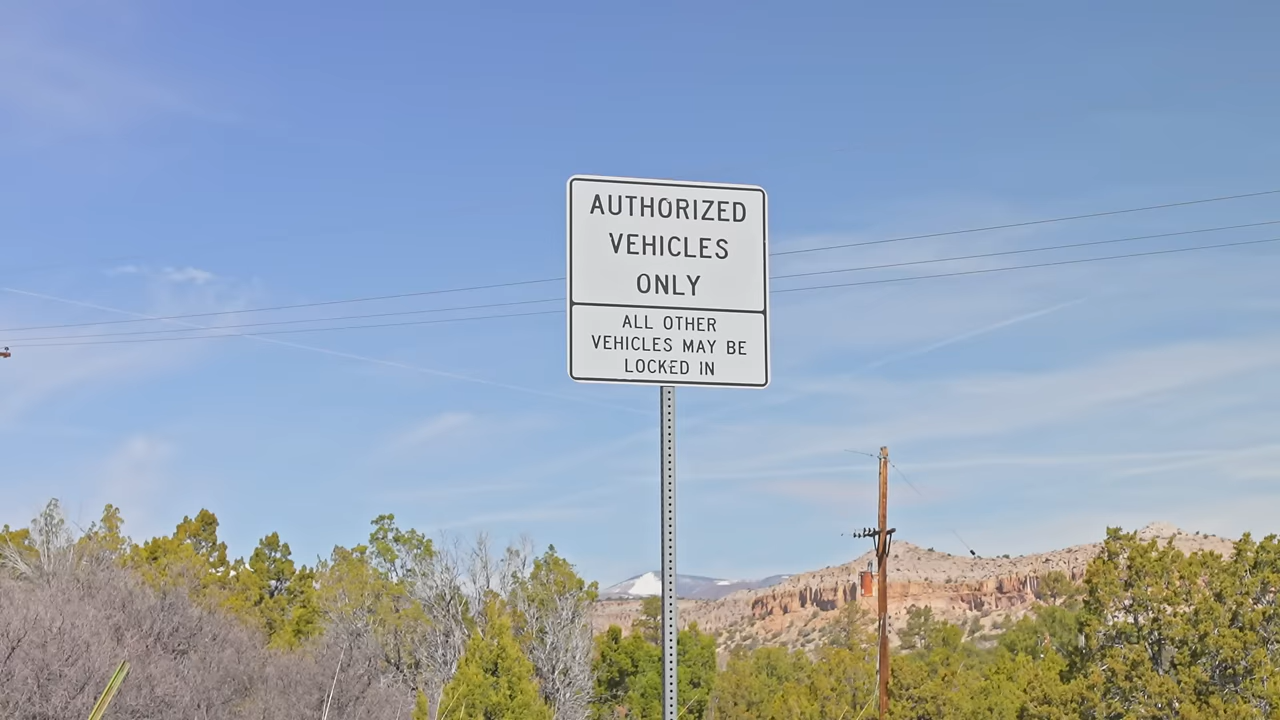 AUTHORIZED
VEHICLES
ONLY
ALL OTHER
VEHICLES MAY BE
LOCKED IN